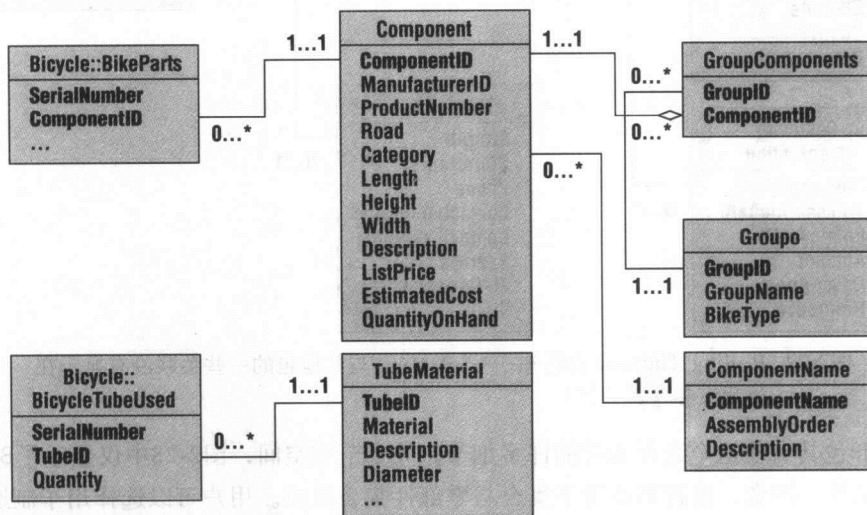 Component
ComponentID
ManufacturerID
ProductNumber
Road
Category
Length
Height
Width
Description
ListPrice
EstimatedCost
QuantityOnHand
1...1
1...1
Bicycle::BikeParts
SerialNumber
ComponentID
...
0...*
GroupComponents
GroupID
ComponentID
0...*
0...*
0...*
Groupo
GroupID
GroupName
BikeType
1...1
Bicycle::
BicycleTubeUsed
SerialNumber
TubeID
Quantity
1...1
0...*
TubeMaterial
TubeID
Material
Description
Diameter
...
1...1
ComponentName
ComponentName
AssemblyOrder
Description